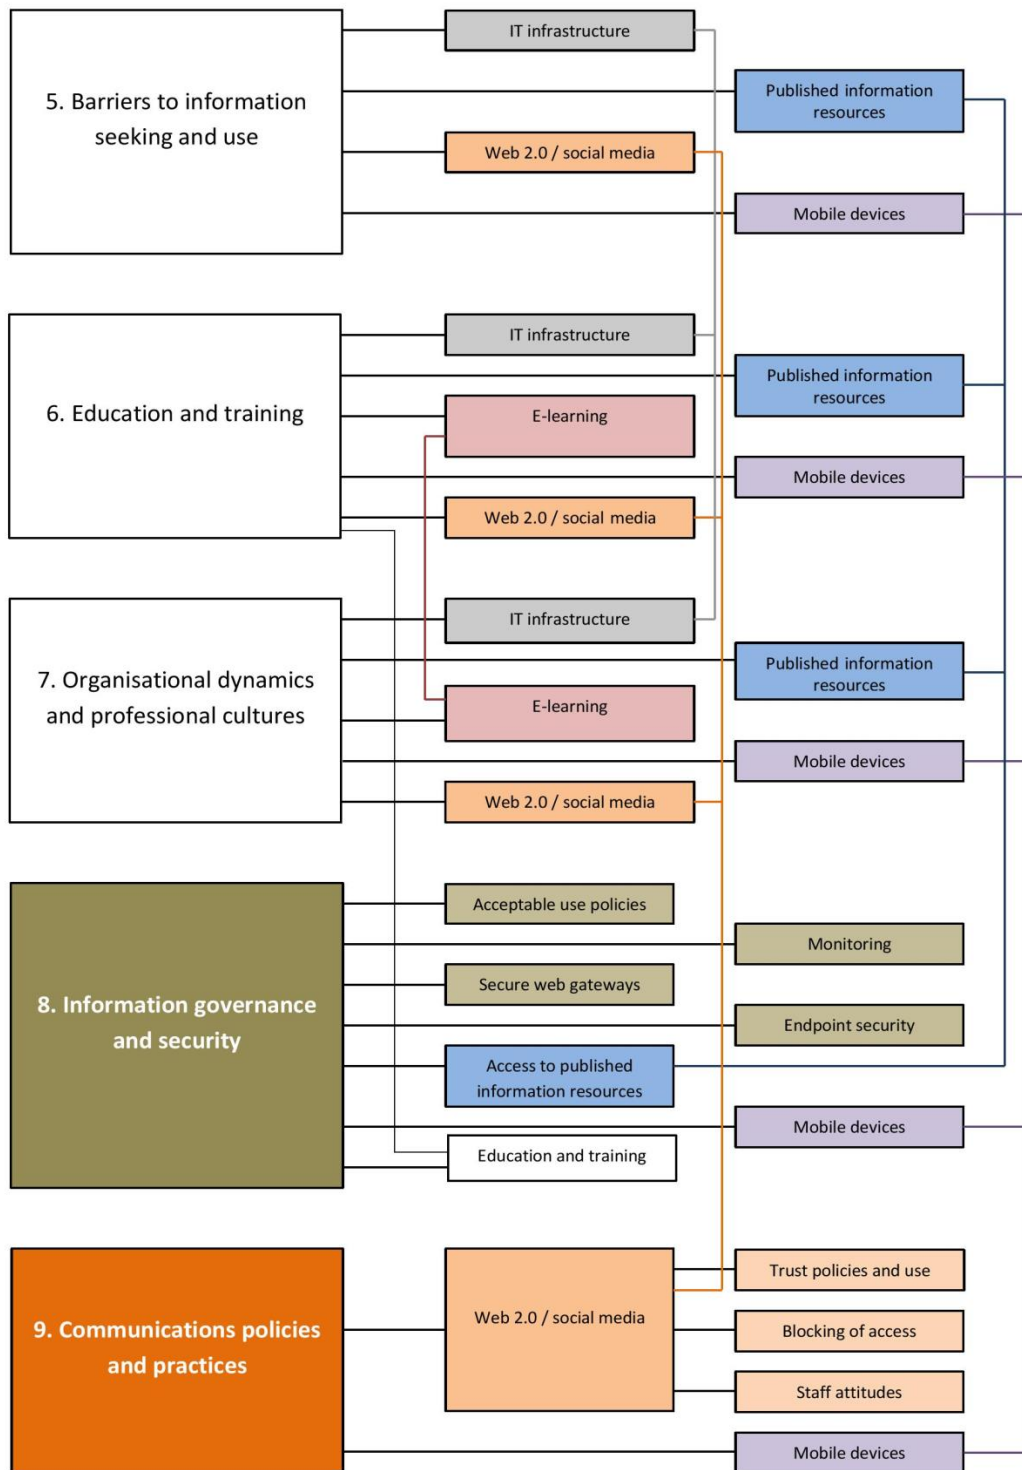 5. Barriers to information
seeking and use
IT infrastructure
Published information
resources
Web 2.0 / social media
Mobile devices
6. Education and training
IT infrastructure
Published information
resources
E-learning
Mobile devices
Web 2.0 / social media
7. Organisational dynamics
and professional cultures
IT infrastructure
Published information
resources
E-learning
Mobile devices
Web 2.0 / social media
8. Information governance
and security
Acceptable use policies
Monitoring
Secure web gateways
Endpoint security
Access to published
information resources
Mobile devices
Education and training
9. Communications policies
and practices
Web 2.0 / social media
Trust policies and use
Blocking of access
Staff attitudes
Mobile devices